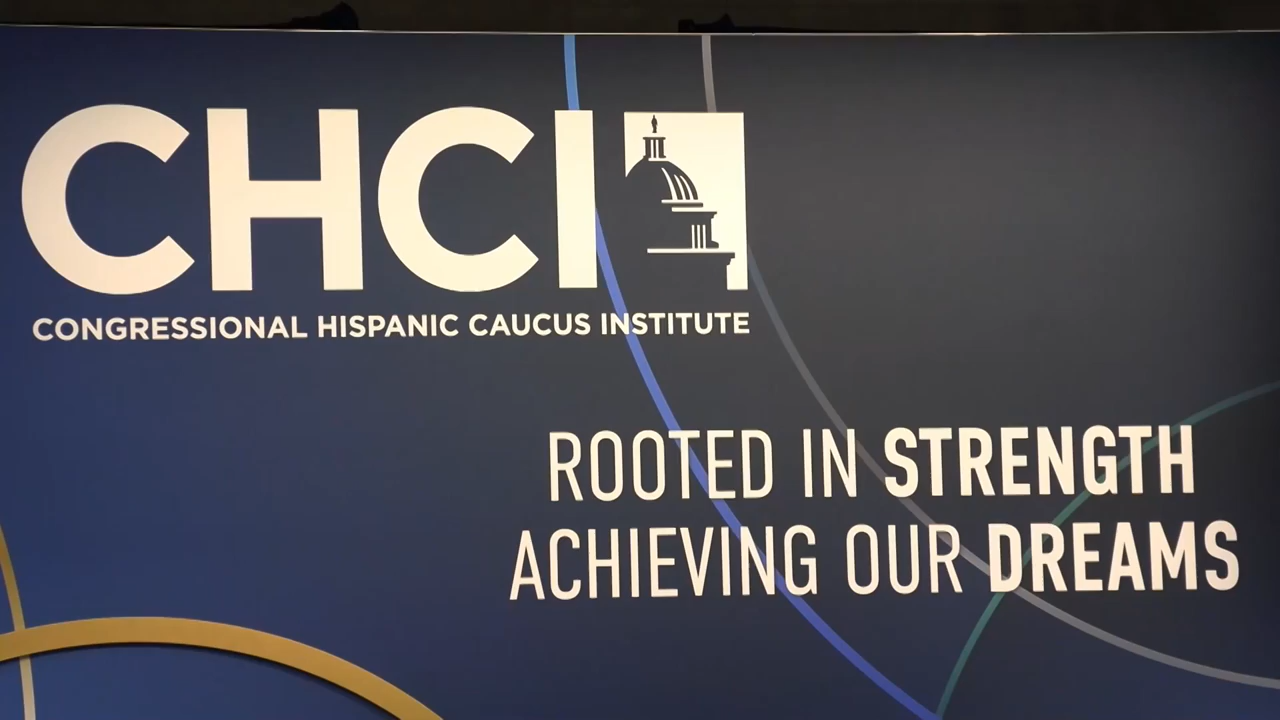 CHCI
CONGRESSIONAL HISPANIC CAUCUS INSTITUTE
ROOTED IN STRENGTH
ACHIEVING OUR DREAMS